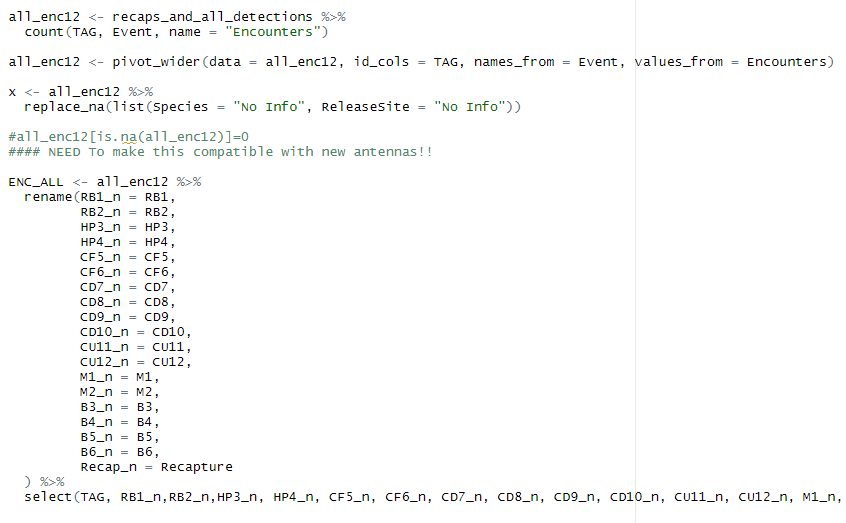 all_enc12 <- recaps_and_all_detections %>%
  count(TAG, Event, name = "Encounters")

all_enc12 <- pivot_wider(data = all_enc12, id_cols = TAG, names_from = Event, values_from = Encounters)

x <- all_enc12 %>%
  replace_na(list(Species = "No Info", ReleaseSite = "No Info"))

#all_enc12[is.na(all_enc12)]=0
#### NEED To make this compatible with new antennas!!

ENC_ALL <- all_enc12 %>%
  rename(RB1_n = RB1,
         RB2_n = RB2,
         HP3_n = HP3,
         HP4_n = HP4,
         CF5_n = CF5,
         CF6_n = CF6,
         CD7_n = CD7,
         CD8_n = CD8,
         CD9_n = CD9,
         CD10_n = CD10,
         CU11_n = CU11,
         CU12_n = CU12,
         M1_n = M1,
         M2_n = M2,
         B3_n = B3,
         B4_n = B4,
         B5_n = B5,
         B6_n = B6,
         Recap_n = Recapture
  ) %>%
  select(TAG, RB1_n,RB2_n,HP3_n, HP4_n, CF5_n, CF6_n, CD7_n, CD8_n, CD9_n, CD10_n, CU11_n, CU12_n, M1_n,